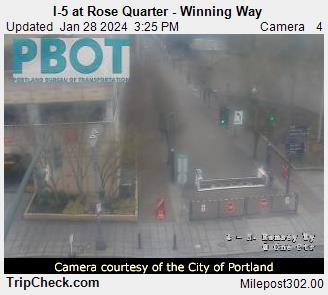 I-5 at Rose Quarter - Winning Way
Updated Jan 28 2024 3:25 PM Camera 4
PBOT
PORTLAND BUREAU OF TRANSPORTATION
Camera courtesy of the City of Portland
TripCheck.com Milepost302.00